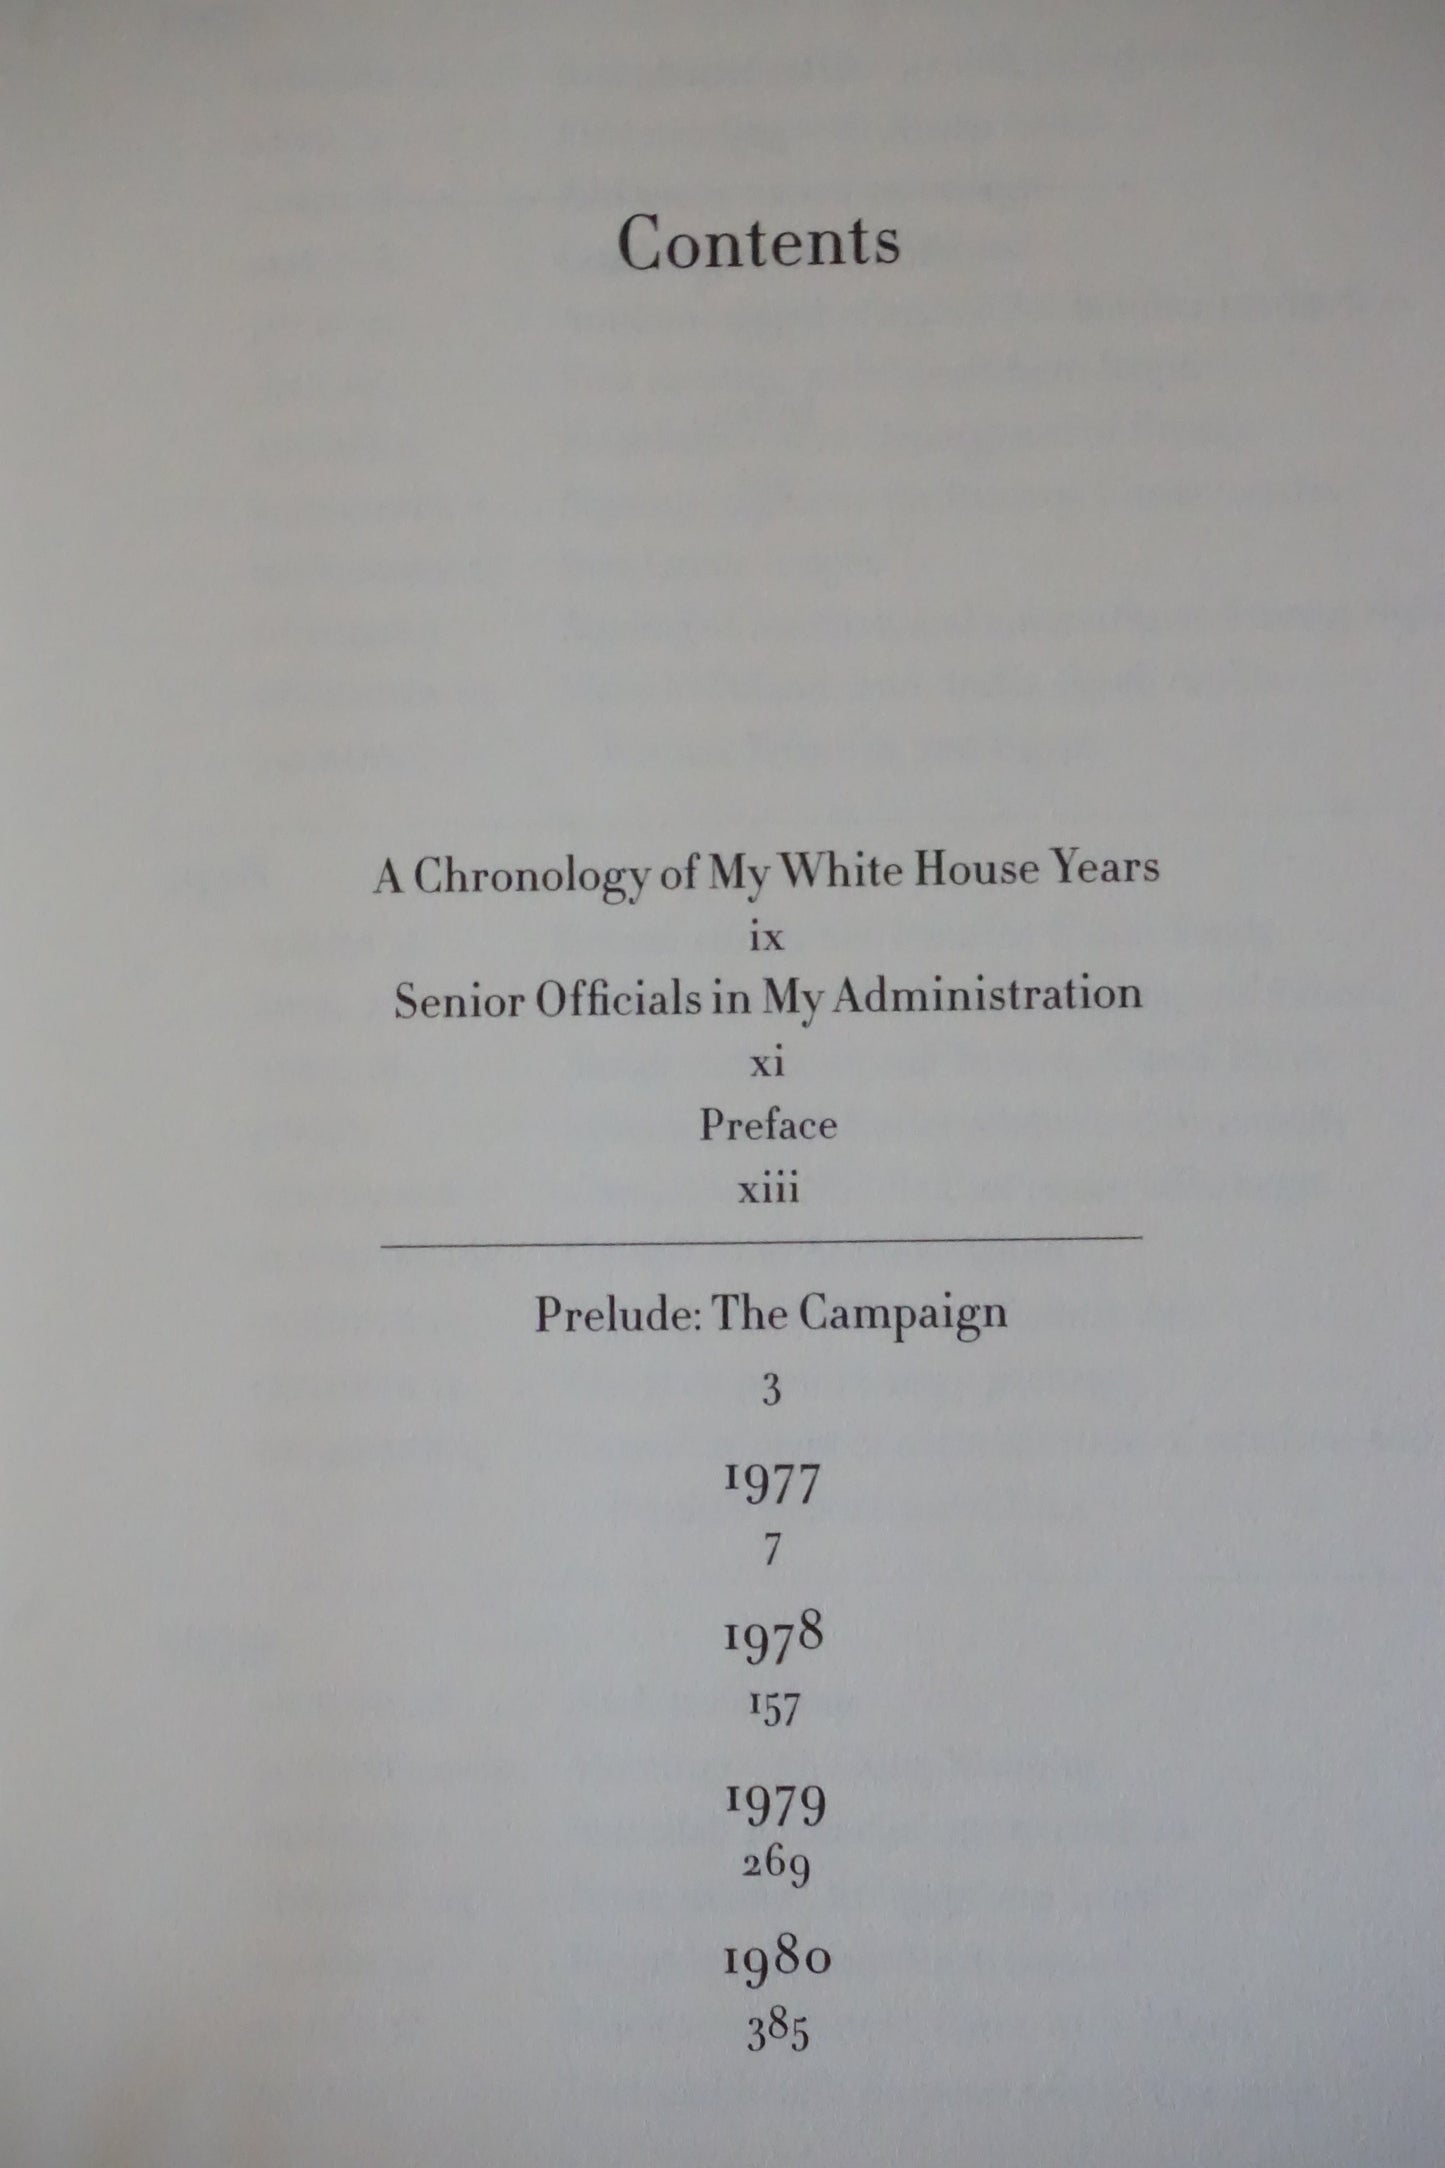 Contents
A Chronology of My White House Years
ix
Senior Officials in My Administration
xi
Preface
xiii
Prelude: The Campaign
3
1977
7
1978
157
1979
269
1980
385